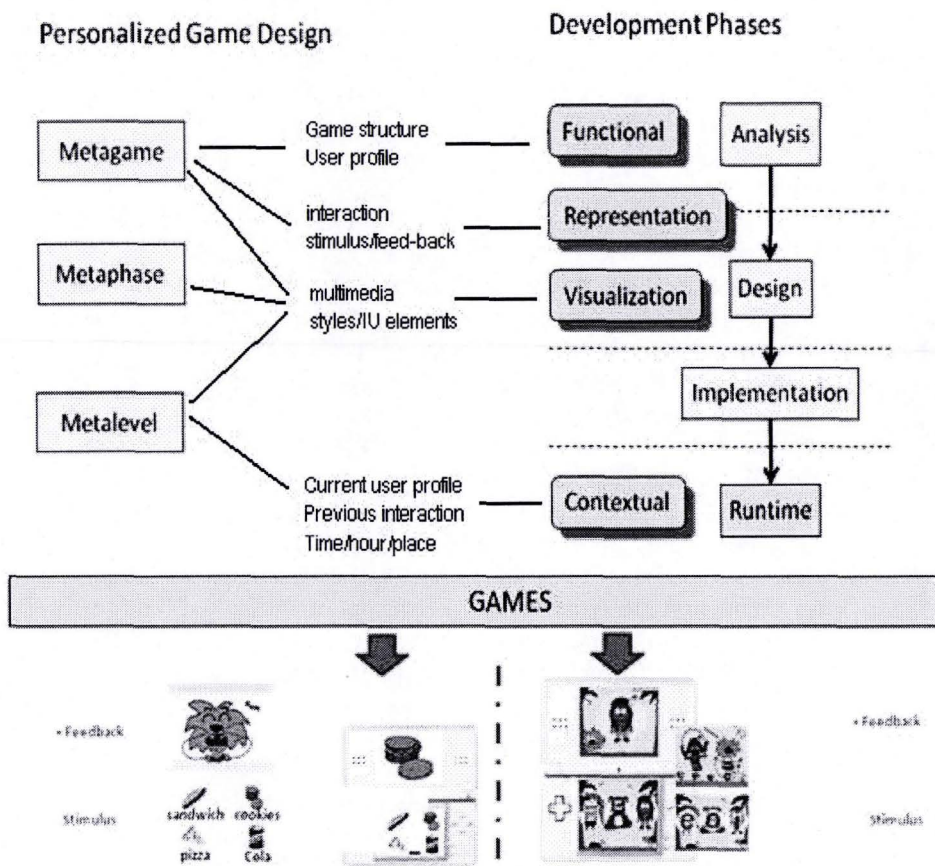 Personalized Game Design
Development Phases
Metagame
Game structure
User profile
Functional
Analysis
interaction
stimulus/feed-back
Representation
Metaphase
multimedia
styles/IU elements
Visualization
Design
Implementation
Metalevel
Current user profile
Previous interaction
Time/hour/place
Contextual
Runtime
GAMES
• Feedback
• Feedback
Stimulus
sandwich cookies
pizza Cola
Stimulus